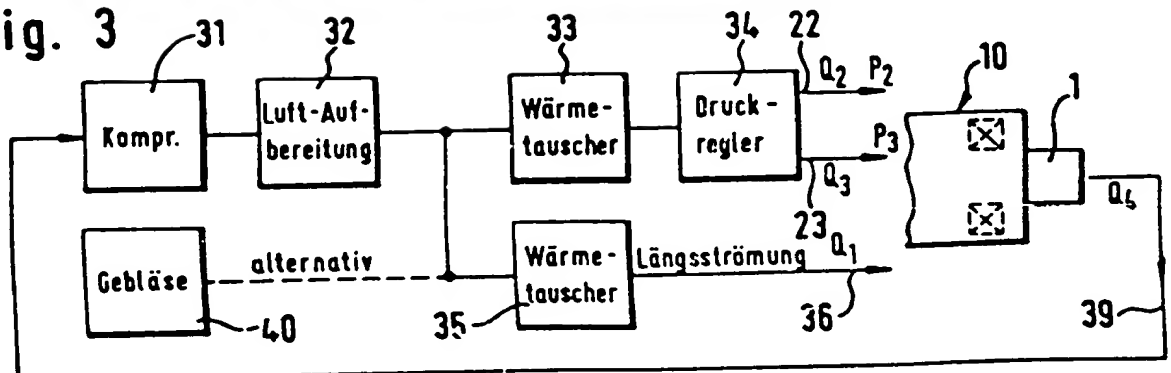 ig. 3
31
32
33
34
22
Q2
P2
10
1
Kompr.
Luft-Auf-
bereitung
Wärme-
tauscher
Druck-
regler
P3
Q3
23
Q4
Gebläse
alternativ
40
Wärme-
tauscher
35
Längsströmung
Q1
36
39